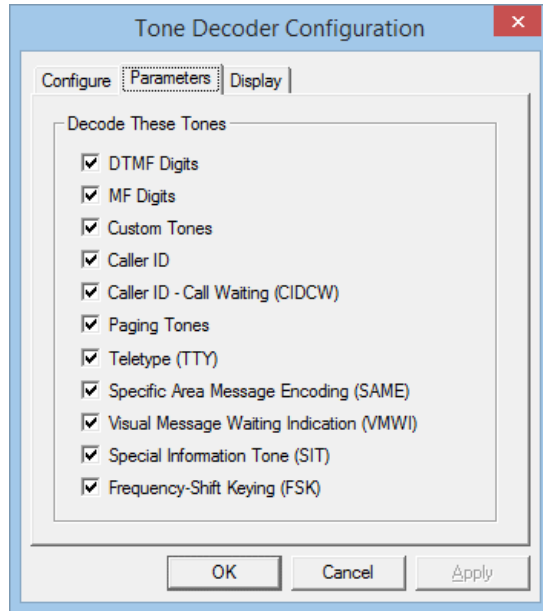 Tone Decoder Configuration
Configure Parameters Display
Decode These Tones
DTMF Digits
MF Digits
Custom Tones
Caller ID
Caller ID - Call Waiting (CIDCW)
Paging Tones
Teletype (TTY)
Specific Area Message Encoding (SAME)
Visual Message Waiting Indication (VMWI)
Special Information Tone (SIT)
Frequency-Shift Keying (FSK)
OK Cancel Apply